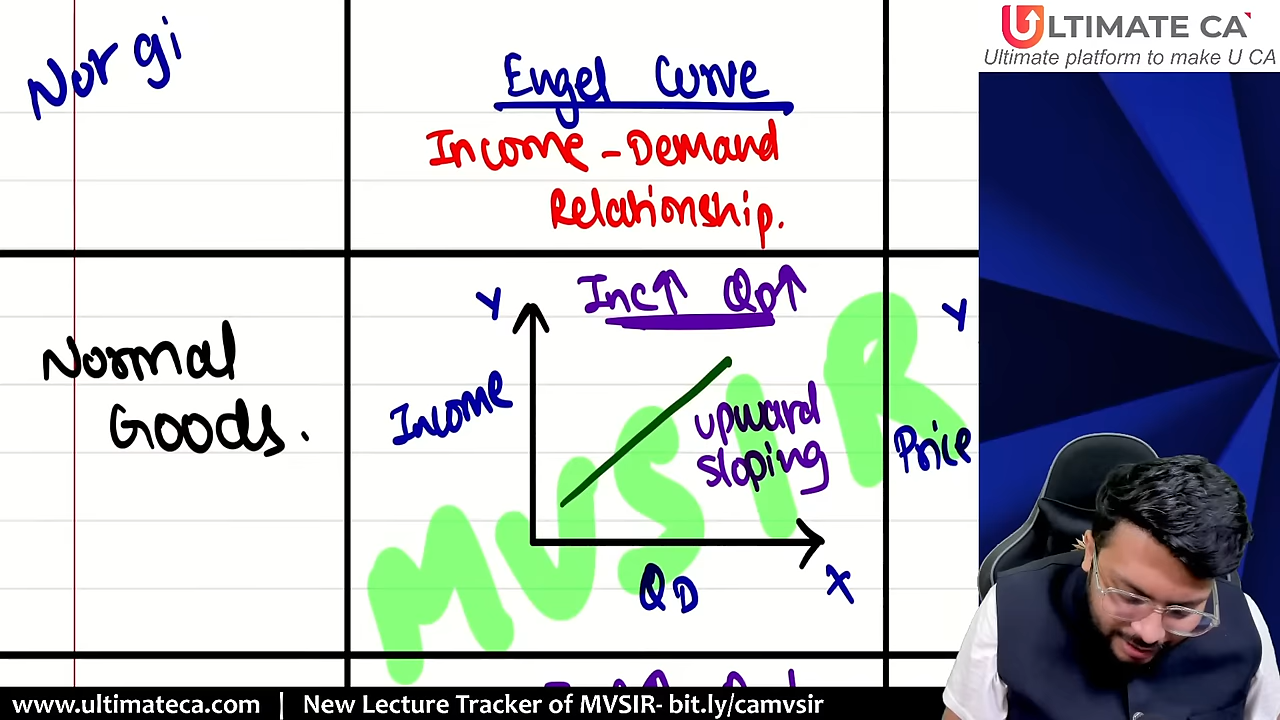 Nor gi
Engel Curve
Income - Demand
Relationship.
Normal
Goods.
Inc↑ QD↑
Y
Income
upward
sloping
QD
X
Y
Price
MVSIR
ULTIMATE CA
Ultimate platform to make U CA
www.ultimateca.com | New Lecture Tracker of MVSIR- bit.ly/camvsir